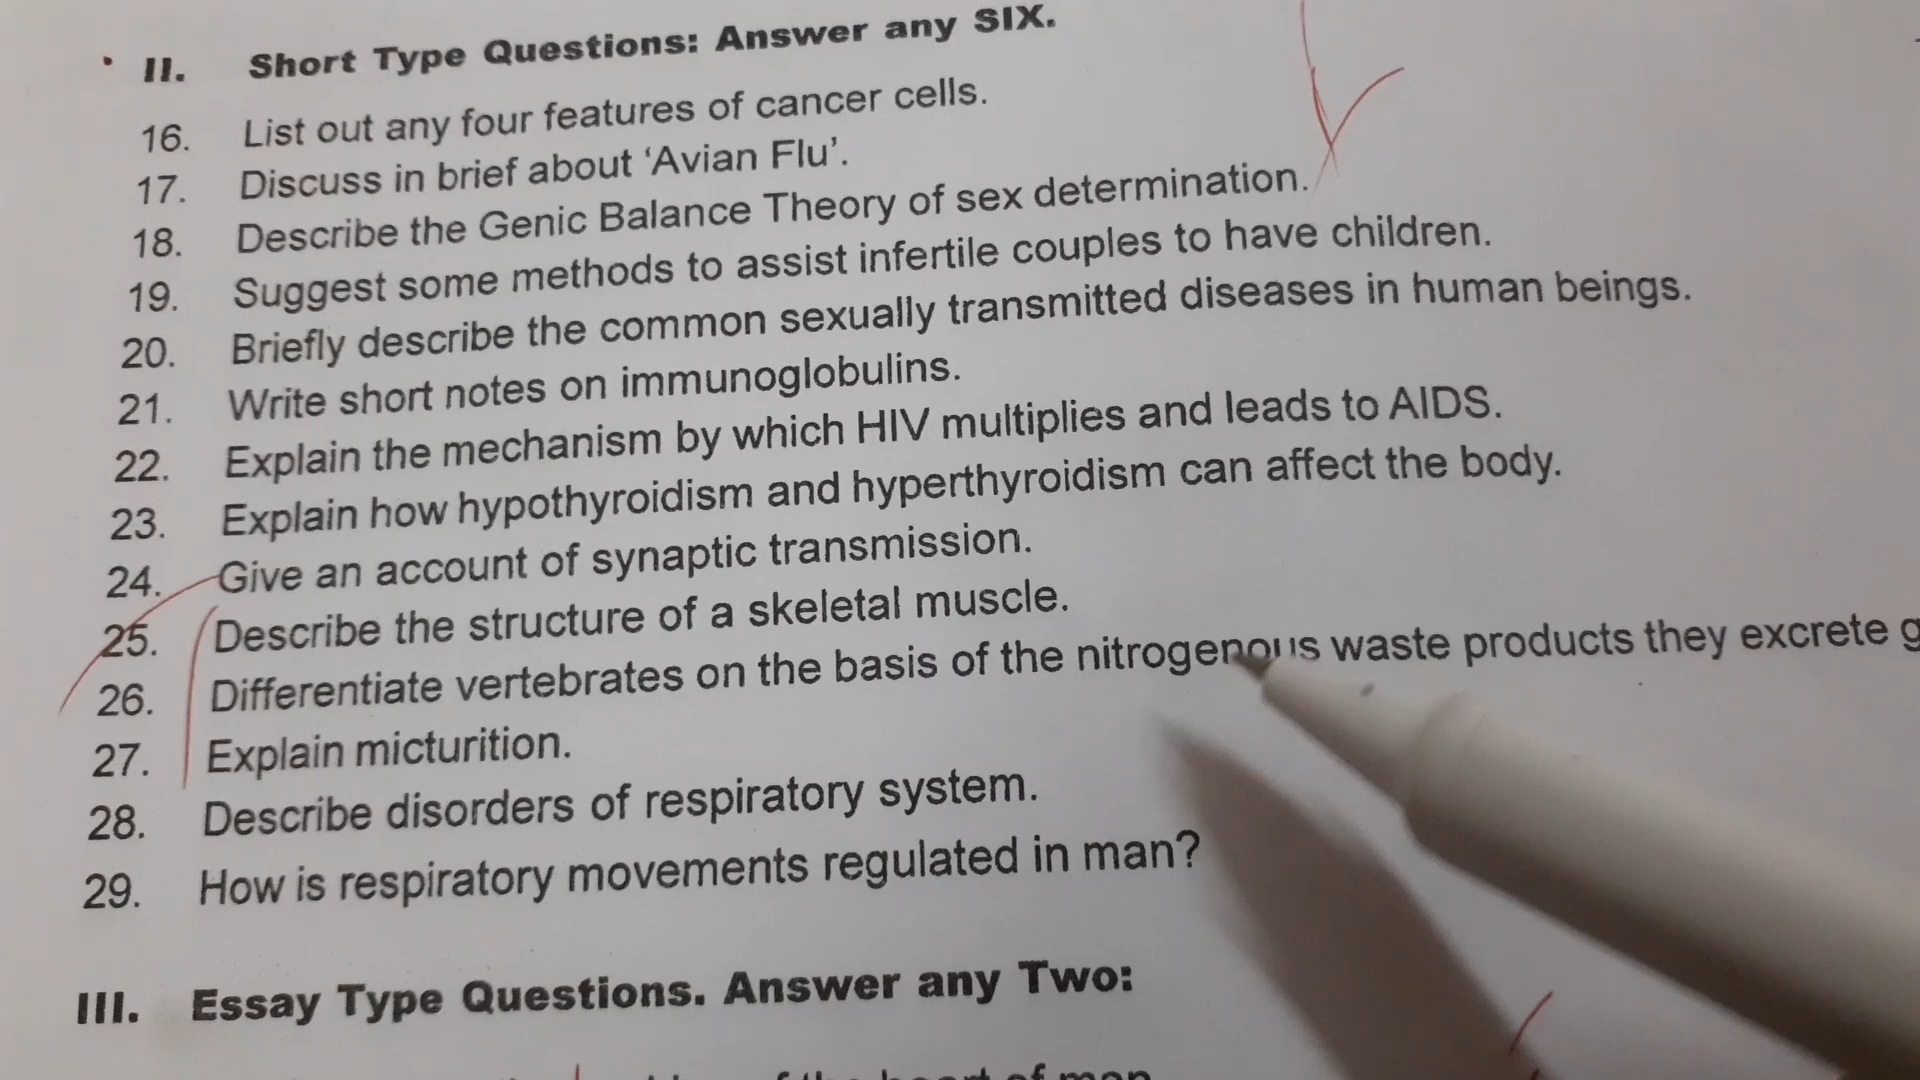 II. Short Type Questions: Answer any SIX.
16. List out any four features of cancer cells.
17. Discuss in brief about ‘Avian Flu’.
18. Describe the Genic Balance Theory of sex determination.
19. Suggest some methods to assist infertile couples to have children.
20. Briefly describe the common sexually transmitted diseases in human beings.
21. Write short notes on immunoglobulins.
22. Explain the mechanism by which HIV multiplies and leads to AIDS.
23. Explain how hypothyroidism and hyperthyroidism can affect the body.
24. Give an account of synaptic transmission.
25. Describe the structure of a skeletal muscle.
26. Differentiate vertebrates on the basis of the nitrogenous waste products they excrete
27. Explain micturition.
28. Describe disorders of respiratory system.
29. How is respiratory movements regulated in man?
III. Essay Type Questions. Answer any Two:
of the heart of man